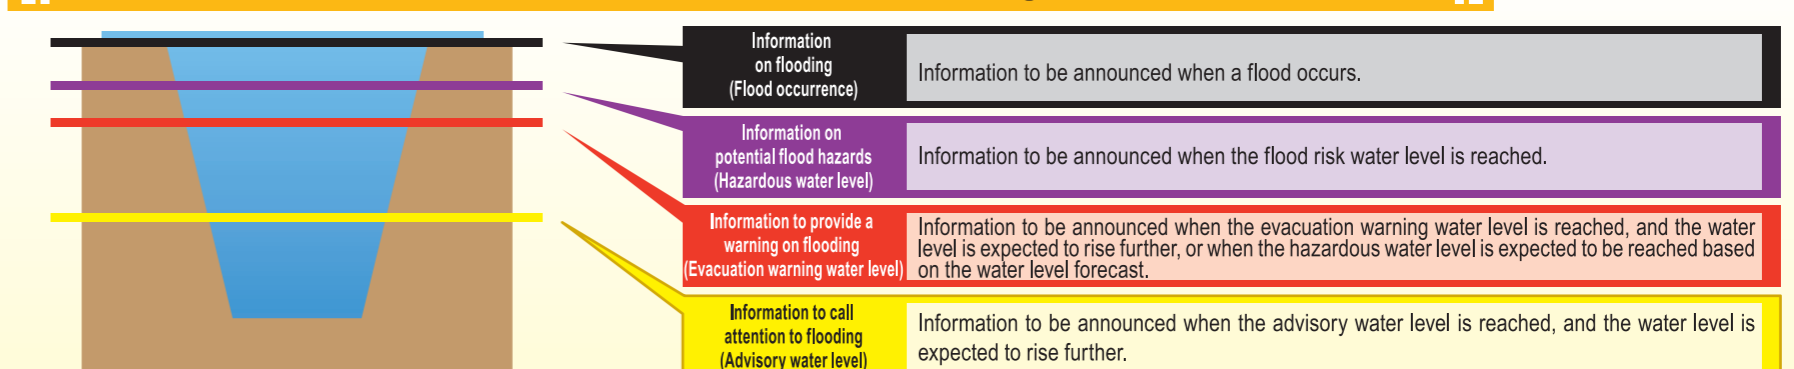 Information
on flooding
(Flood occurrence)
Information to be announced when a flood occurs.
Information on
potential flood hazards
(Hazardous water level)
Information to be announced when the flood risk water level is reached.
Information to provide a
warning on flooding
(Evacuation warning water level)
Information to be announced when the evacuation warning water level is reached, and the water
level is expected to rise further, or when the hazardous water level is expected to be reached based
on the water level forecast.
Information to call
attention to flooding
(Advisory water level)
Information to be announced when the advisory water level is reached, and the water level is
expected to rise further.